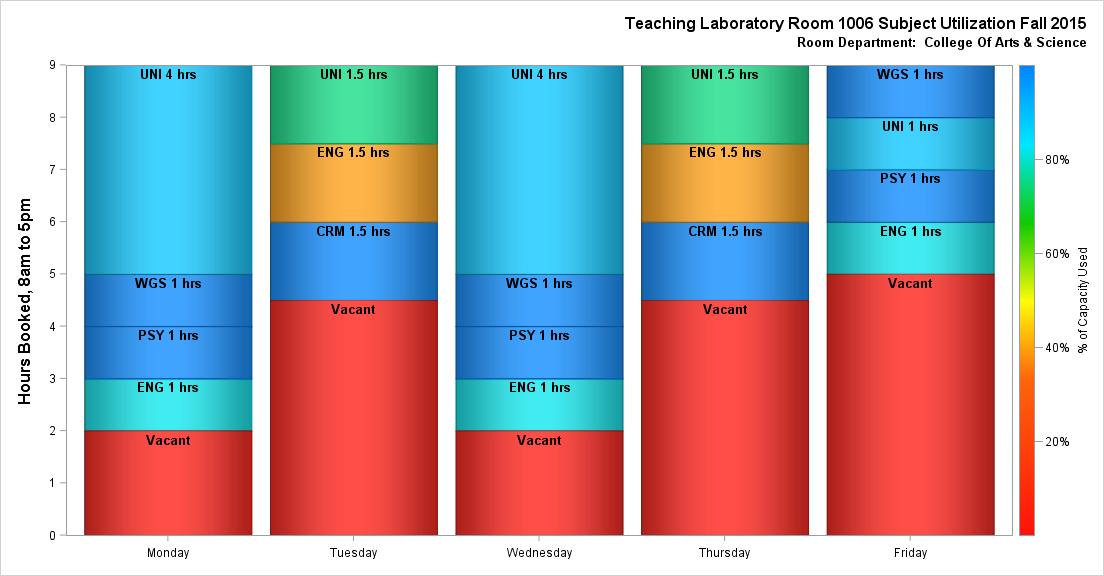 Teaching Laboratory Room 1006 Subject Utilization Fall 2015
Room Department:  College Of Arts & Science
Hours Booked, 8am to 5pm
9
8
7
6
5
4
3
2
1
0
UNI 4 hrs
WGS 1 hrs
PSY 1 hrs
ENG 1 hrs
Vacant
Monday
UNI 1.5 hrs
ENG 1.5 hrs
CRM 1.5 hrs
Vacant
Tuesday
UNI 4 hrs
WGS 1 hrs
PSY 1 hrs
ENG 1 hrs
Vacant
Wednesday
UNI 1.5 hrs
ENG 1.5 hrs
CRM 1.5 hrs
Vacant
Thursday
WGS 1 hrs
UNI 1 hrs
PSY 1 hrs
ENG 1 hrs
Vacant
Friday
80%
60%
40%
20%
% of Capacity Used